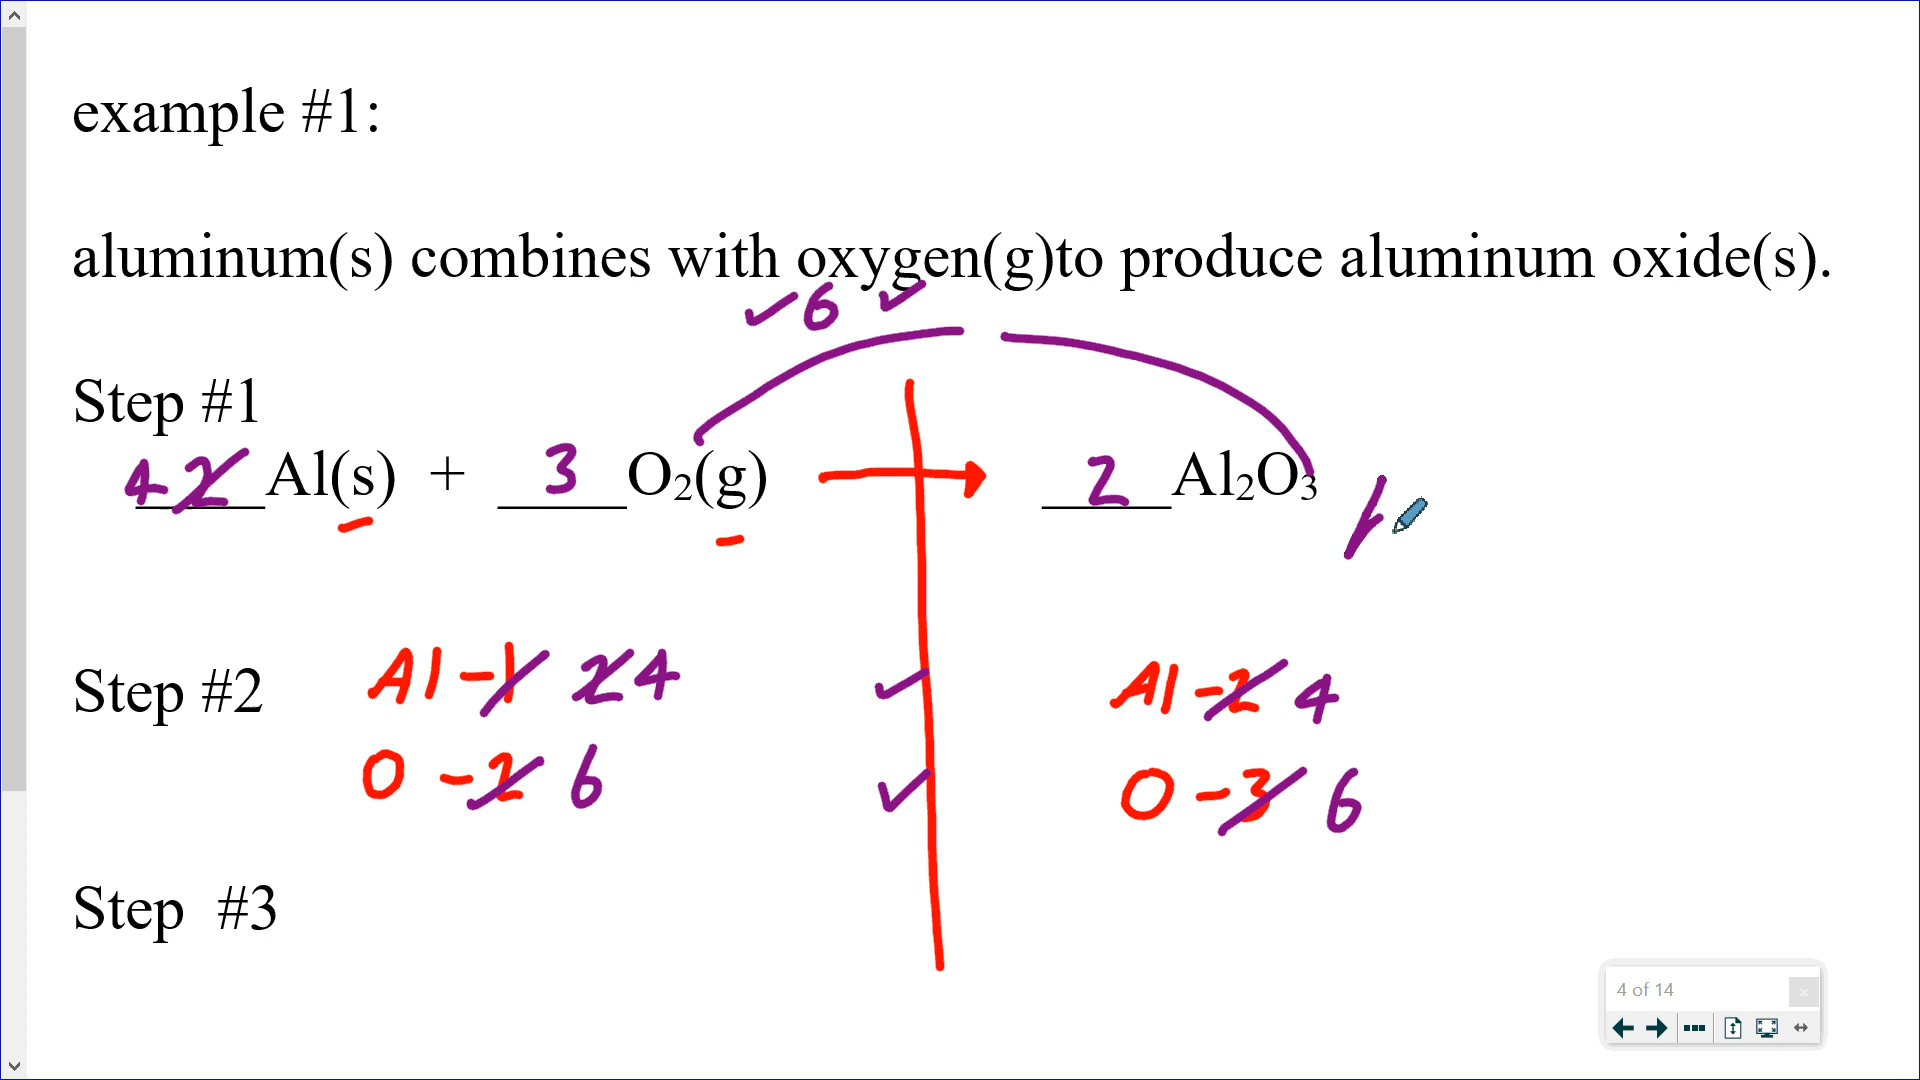 example #1:
aluminum(s) combines with oxygen(g)to produce aluminum oxide(s).
6
Step #1
4 2 Al(s) + 3 O₂(g) → 2 Al₂O₃
Step #2 Al - 1 2 4 Al - 2 4
O - 2 6 O - 3 6
Step #3
4 of 14